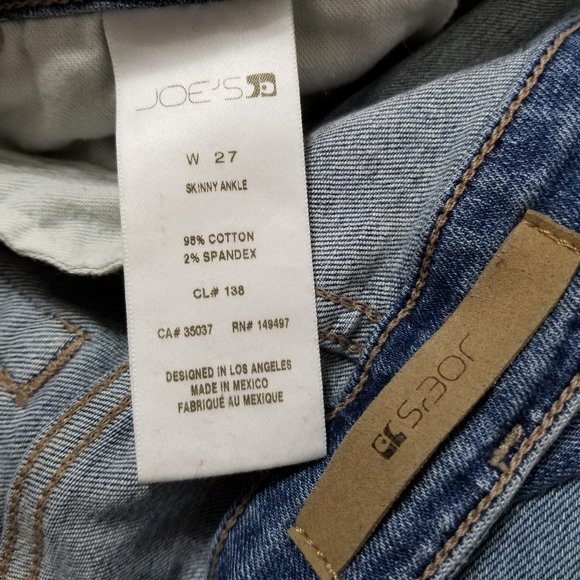 JOE'S
W 27
SKINNY ANKLE
98% COTTON
2% SPANDEX
CL# 138
CA# 35037 RN# 149497
DESIGNED IN LOS ANGELES
MADE IN MEXICO
FABRIQUÉ AU MEXIQUE
JOE'S